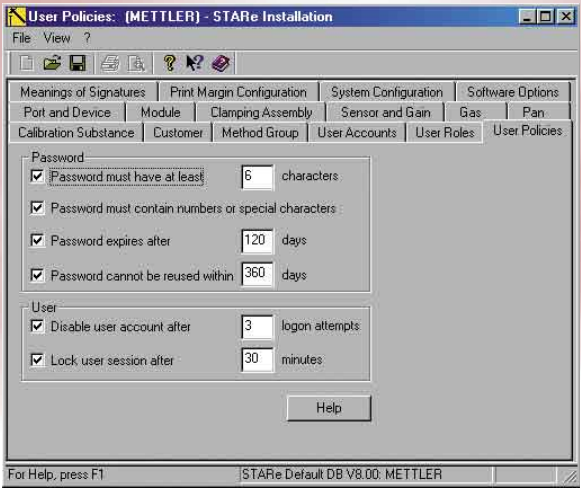 User Policies: (METTLER) - STARe Installation
File View ?
Meanings of Signatures Print Margin Configuration System Configuration Software Options
Port and Device Module Clamping Assembly Sensor and Gain Gas Pan
Calibration Substance Customer Method Group User Accounts User Roles User Policies
Password
Password must have at least 6 characters
Password must contain numbers or special characters
Password expires after 120 days
Password cannot be reused within 360 days
User
Disable user account after 3 logon attempts
Lock user session after 30 minutes
Help
For Help, press F1 STARe Default DB V8.00: METTLER